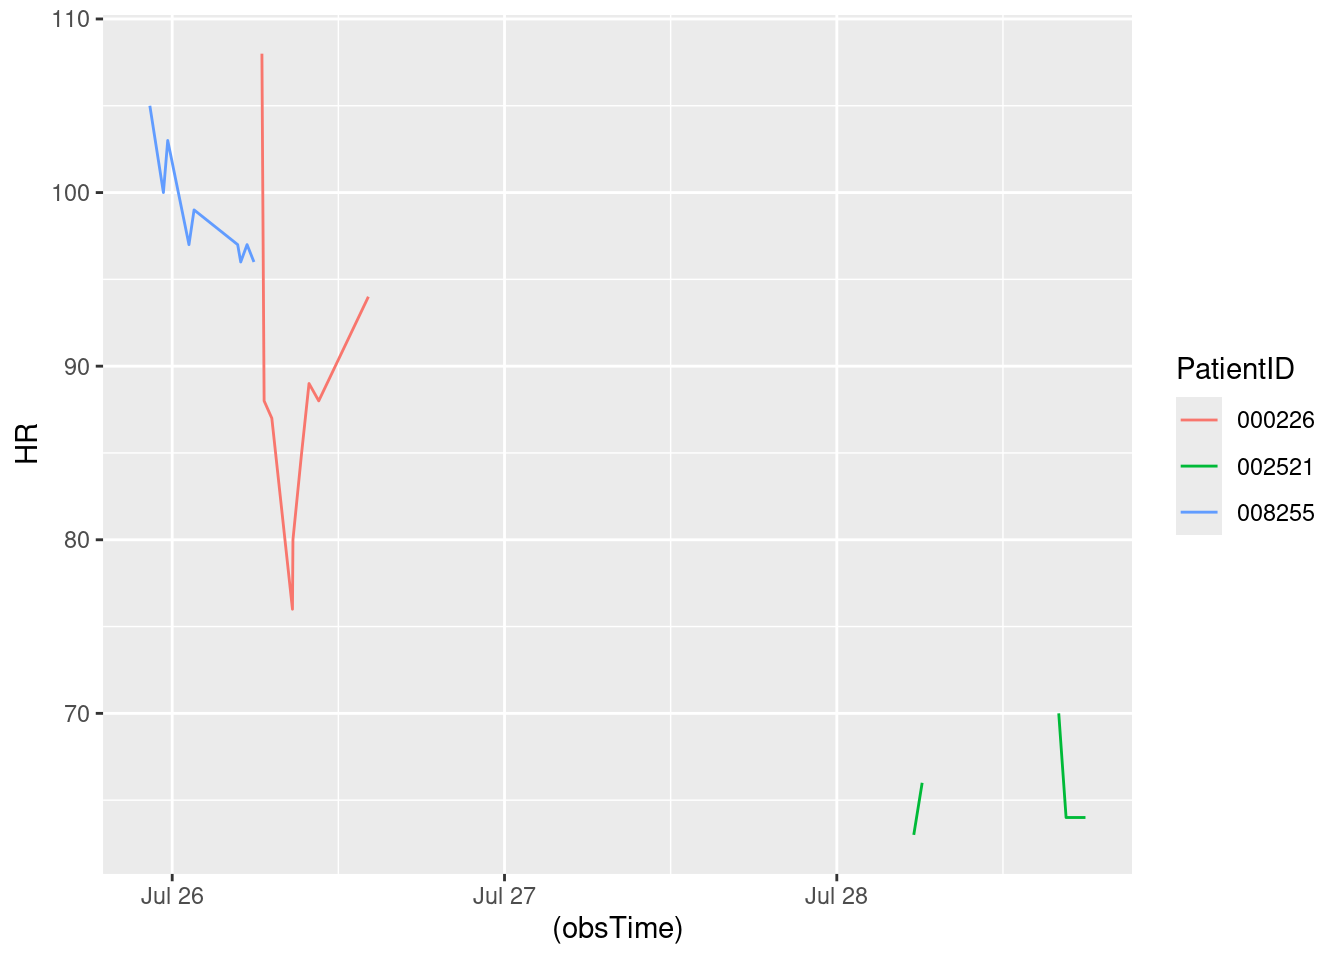 110
100
90
80
70
HR
Jul 26
Jul 27
Jul 28
(obsTime)
PatientID
000226
002521
008255